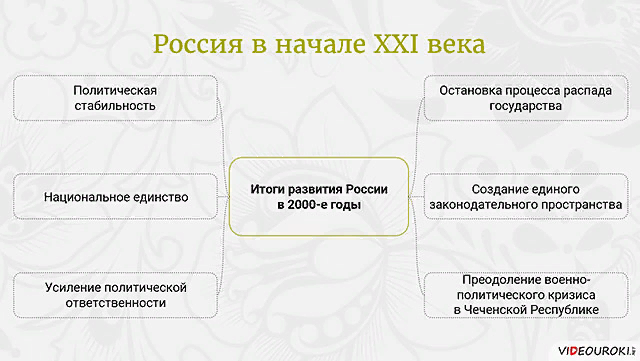 Россия в начале XXI века
Политическая
стабильность
Национальное единство
Усиление политической
ответственности
Итоги развития России
в 2000-е годы
Остановка процесса распада
государства
Создание единого
законодательного пространства
Преодоление военно-
политического кризиса
в Чеченской Республике
VIDEOUROKI